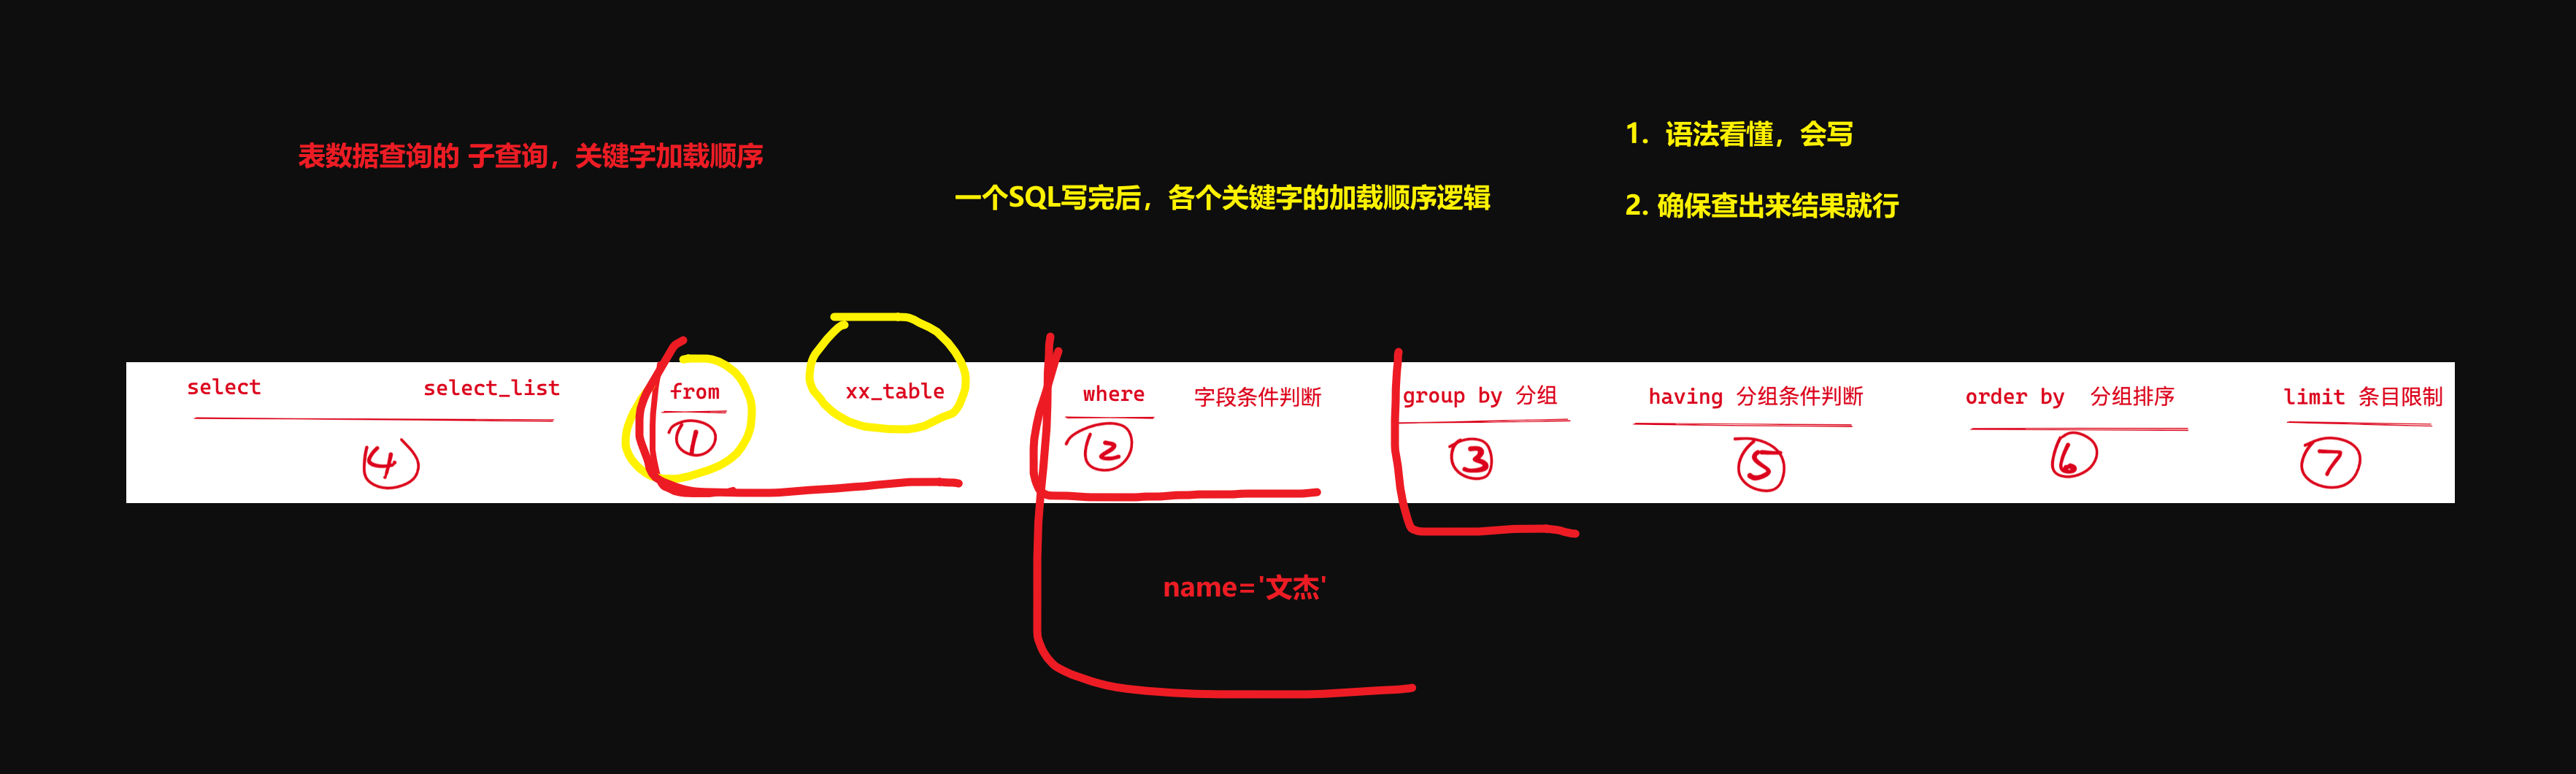 表数据查询的 子查询，关键字加载顺序
一个SQL写完后，各个关键字的加载顺序逻辑
1. 语法看懂，会写
2. 确保查出来结果就行
select select_list from xx_table where 字段条件判断 group by 分组 having 分组条件判断 order by 分组排序 limit 条目限制
④ ① ② ③ ⑤ ⑥ ⑦
name='文杰'